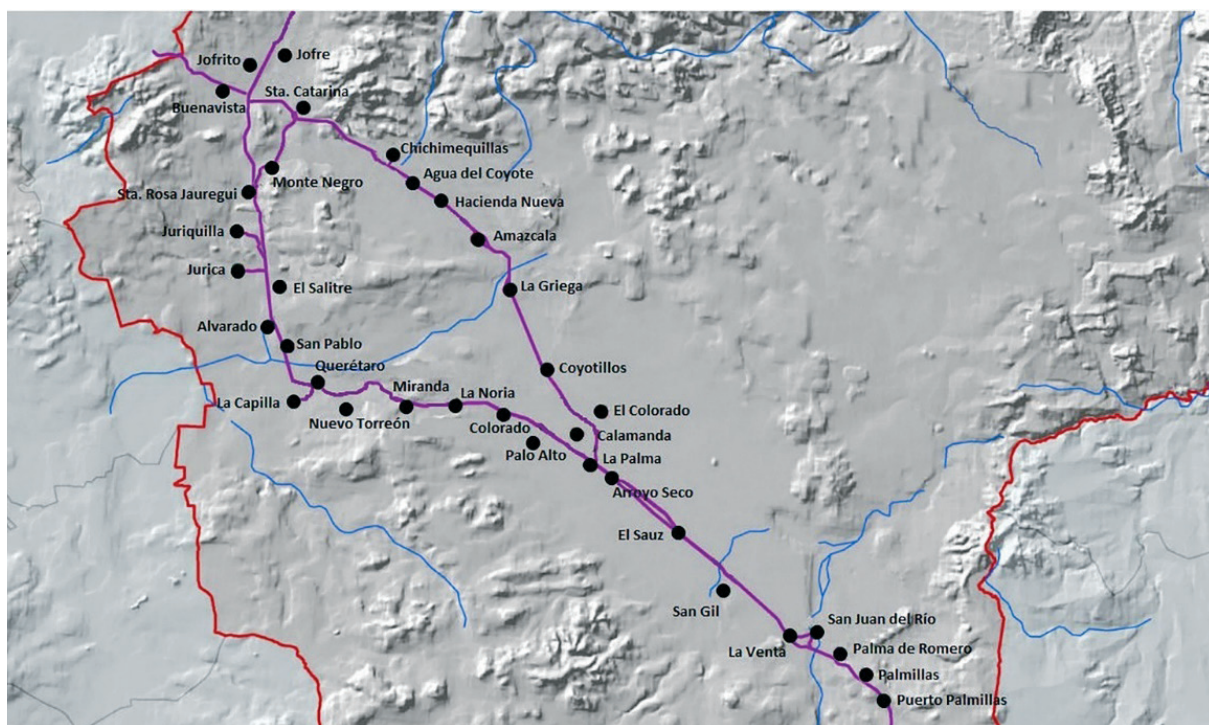 Jofrito
Jofre
Buenavista
Sta. Catarina
Chichimequillas
Agua del Coyote
Monte Negro
Sta. Rosa Jauregui
Hacienda Nueva
Juriquilla
Amazcala
Jurica
El Salitre
La Griega
Alvarado
San Pablo
Querétaro
Coyotillos
Miranda
La Noria
La Capilla
El Colorado
Nuevo Torreón
Colorado
Calamanda
Palo Alto
La Palma
Arroyo Seco
El Sauz
San Gil
San Juan del Río
La Venta
Palma de Romero
Palmillas
Puerto Palmillas